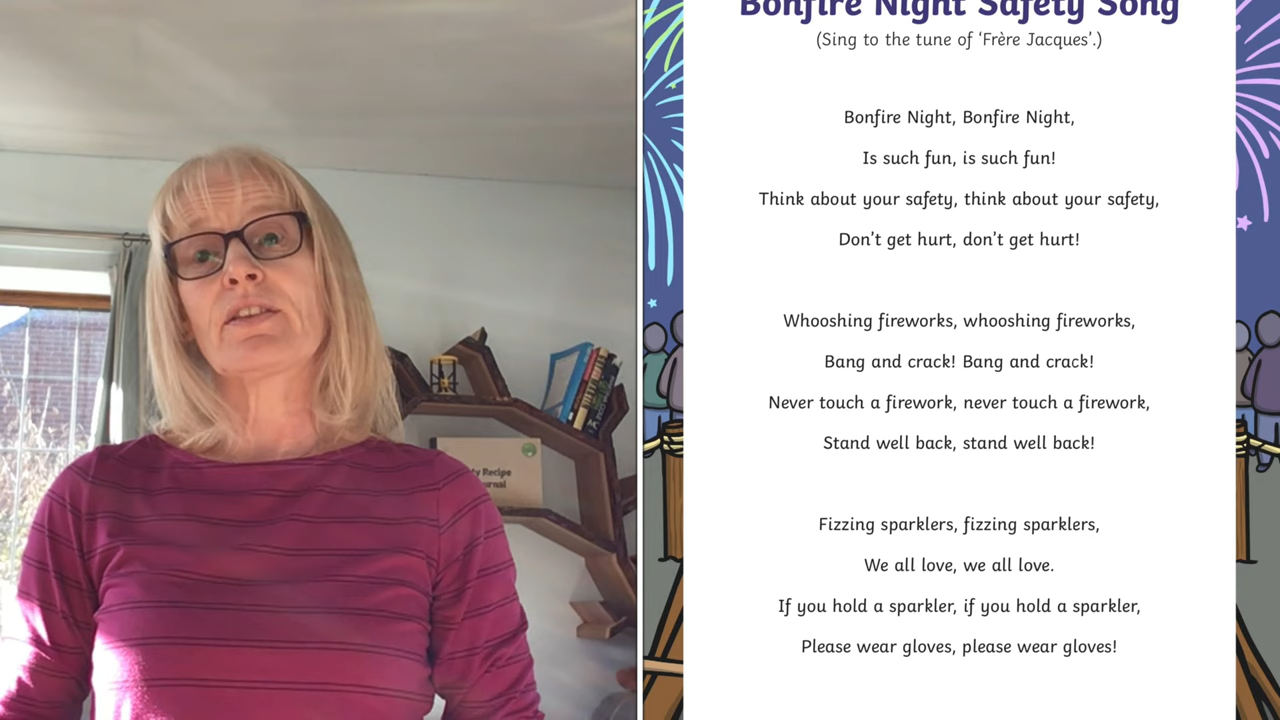 Bonfire Night Safety Song
(Sing to the tune of ‘Frère Jacques’.)
Bonfire Night, Bonfire Night,
Is such fun, is such fun!
Think about your safety, think about your safety,
Don’t get hurt, don’t get hurt!
Whooshing fireworks, whooshing fireworks,
Bang and crack! Bang and crack!
Never touch a firework, never touch a firework,
Stand well back, stand well back!
Fizzing sparklers, fizzing sparklers,
We all love, we all love.
If you hold a sparkler, if you hold a sparkler,
Please wear gloves, please wear gloves!
Recipe